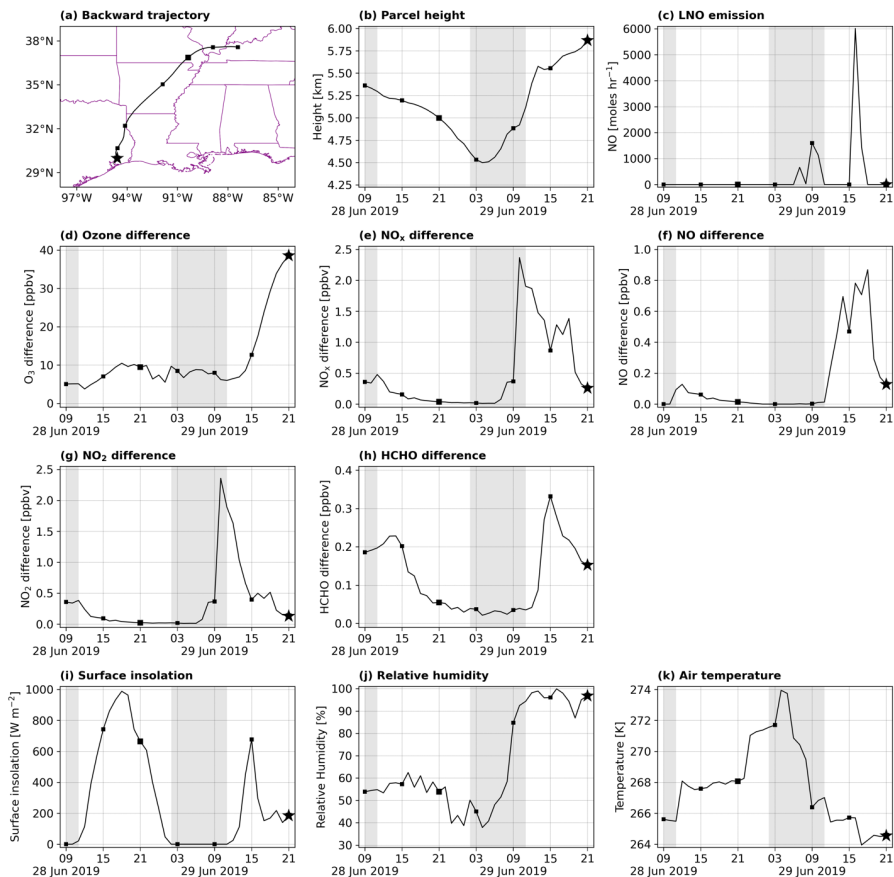 (a) Backward trajectory
38°N
35°N
32°N
29°N
97°W 94°W 91°W 88°W 85°W
(b) Parcel height
Height [km]
6.00
5.75
5.50
5.25
5.00
4.75
4.50
4.25
09 15 21 03 09 15 21
28 Jun 2019 29 Jun 2019
(c) LNO emission
NO [moles hr⁻¹]
6000
5000
4000
3000
2000
1000
0
09 15 21 03 09 15 21
28 Jun 2019 29 Jun 2019
(d) Ozone difference
O₃ difference [ppbv]
40
30
20
10
0
09 15 21 03 09 15 21
28 Jun 2019 29 Jun 2019
(e) NOₓ difference
NOₓ difference [ppbv]
2.5
2.0
1.5
1.0
0.5
0.0
09 15 21 03 09 15 21
28 Jun 2019 29 Jun 2019
(f) NO difference
NO difference [ppbv]
1.0
0.8
0.6
0.4
0.2
0.0
09 15 21 03 09 15 21
28 Jun 2019 29 Jun 2019
(g) NO₂ difference
NO₂ difference [ppbv]
2.5
2.0
1.5
1.0
0.5
0.0
09 15 21 03 09 15 21
28 Jun 2019 29 Jun 2019
(h) HCHO difference
HCHO difference [ppbv]
0.4
0.3
0.2
0.1
0.0
09 15 21 03 09 15 21
28 Jun 2019 29 Jun 2019
(i) Surface insolation
Surface insolation [W m⁻²]
1000
800
600
400
200
0
09 15 21 03 09 15 21
28 Jun 2019 29 Jun 2019
(j) Relative humidity
Relative Humidity [%]
100
90
80
70
60
50
40
30
09 15 21 03 09 15 21
28 Jun 2019 29 Jun 2019
(k) Air temperature
Temperature [K]
274
272
270
268
266
264
09 15 21 03 09 15 21
28 Jun 2019 29 Jun 2019